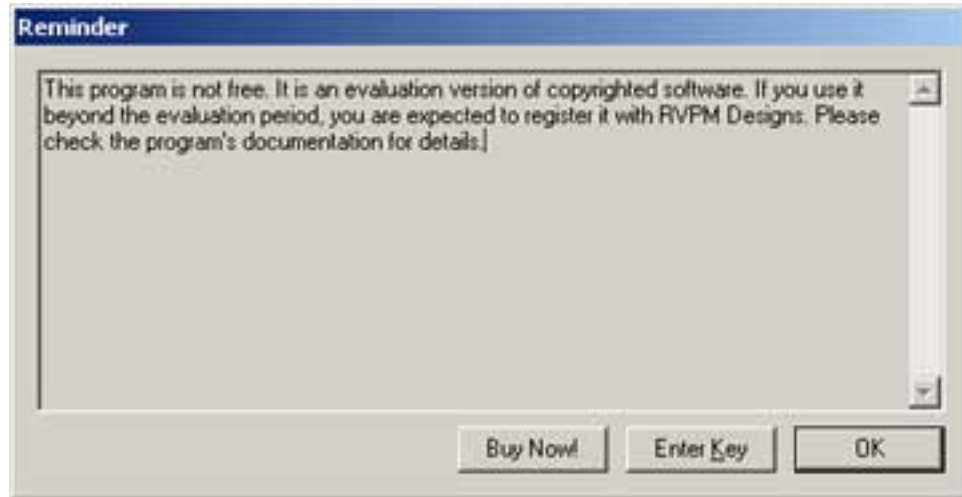 Reminder
This program is not free. It is an evaluation version of copyrighted software. If you use it
beyond the evaluation period, you are expected to register it with RVPM Designs. Please
check the program's documentation for details.
Buy Now!
Enter Key
OK